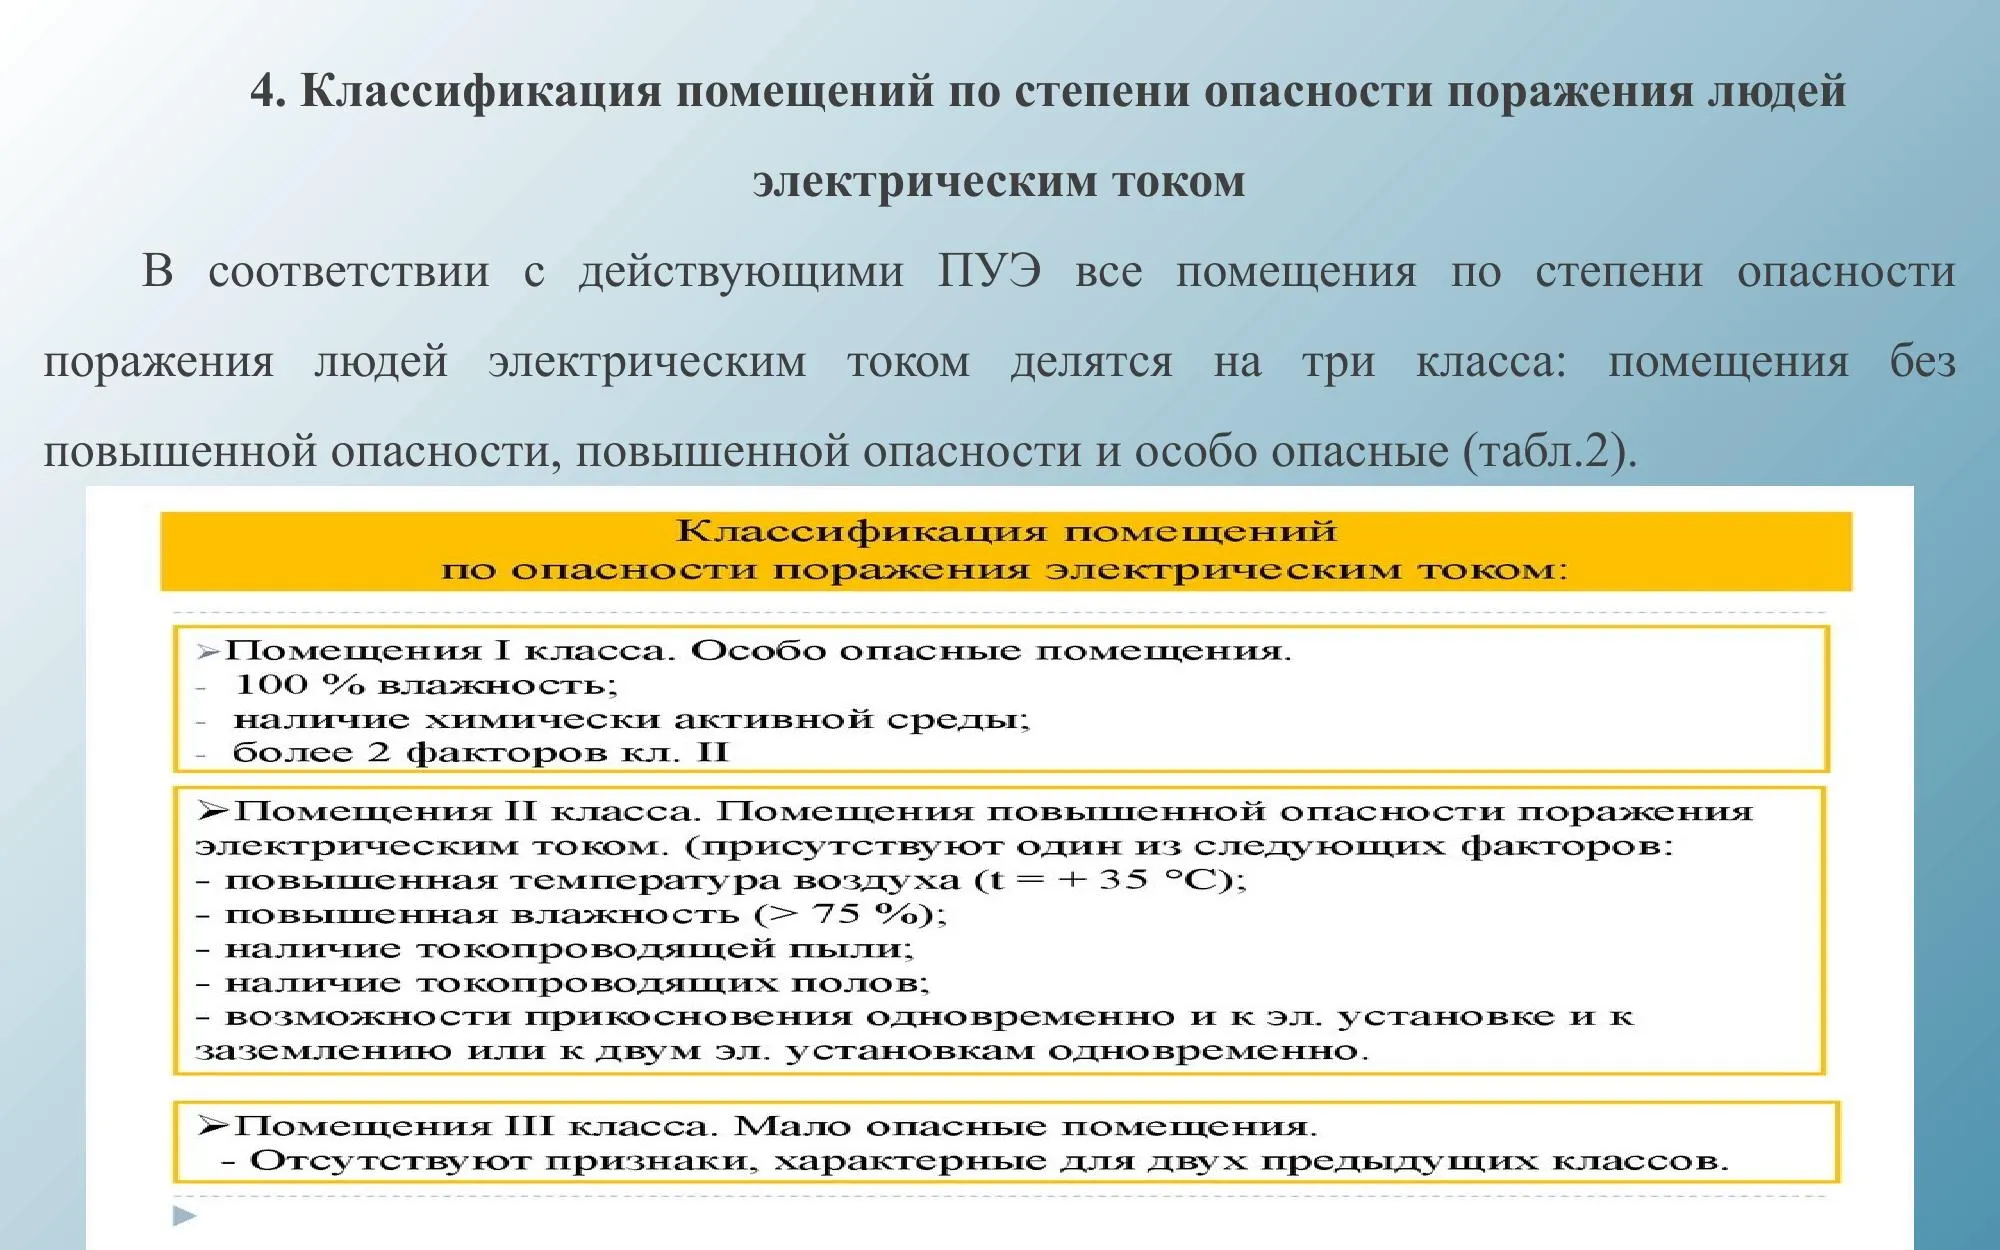 4. Классификация помещений по степени опасности поражения людей
электрическим током
В соответствии с действующими ПУЭ все помещения по степени опасности
поражения людей электрическим током делятся на три класса: помещения без
повышенной опасности, повышенной опасности и особо опасные (табл.2).
Классификация помещений
по опасности поражения электрическим током:
➢Помещения I класса. Особо опасные помещения.
- 100 % влажность;
- наличие химически активной среды;
- более 2 факторов кл. II
➢Помещения II класса. Помещения повышенной опасности поражения
электрическим током. (присутствуют один из следующих факторов:
- повышенная температура воздуха (t = + 35 °С);
- повышенная влажность (> 75 %);
- наличие токопроводящей пыли;
- наличие токопроводящих полов;
- возможности прикосновения одновременно и к эл. установке и к
заземлению или к двум эл. установкам одновременно.
➢Помещения III класса. Мало опасные помещения.
- Отсутствуют признаки, характерные для двух предыдущих классов.